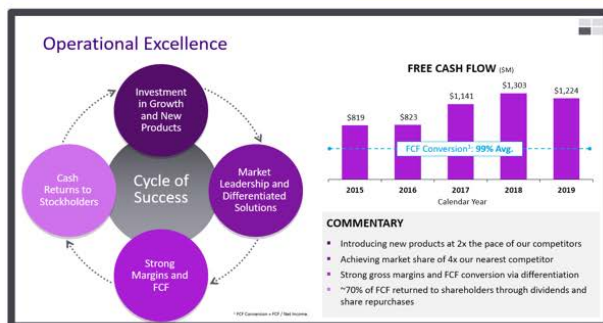 Operational Excellence
Investment
in Growth
and New
Products
Cash
Returns to
Stockholders
Cycle of
Success
Market
Leadership and
Differentiated
Solutions
Strong
Margins and
FCF
¹ FCF Conversion = FCF / Net Income.
FREE CASH FLOW ($M)
$819
$823
$1,141
$1,303
$1,224
FCF Conversion¹: 99% Avg.
2015 2016 2017 2018 2019
Calendar Year
COMMENTARY
▪ Introducing new products at 2x the pace of our competitors
▪ Achieving market share of 4x our nearest competitor
▪ Strong gross margins and FCF conversion via differentiation
▪ ~70% of FCF returned to shareholders through dividends and
share repurchases